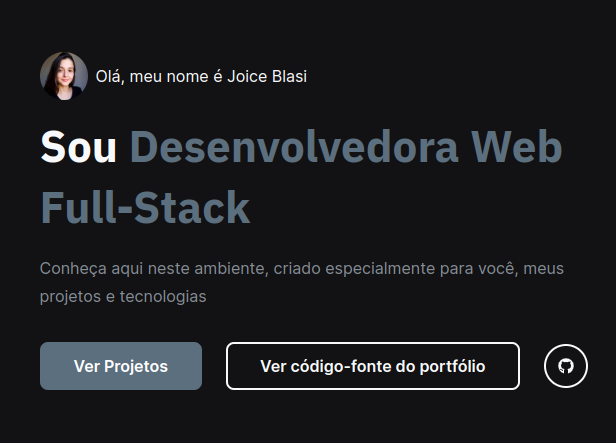 Olá, meu nome é Joice Blasi
Sou Desenvolvedora Web
Full-Stack
Conheça aqui neste ambiente, criado especialmente para você, meus
projetos e tecnologias
Ver Projetos
Ver código-fonte do portfólio